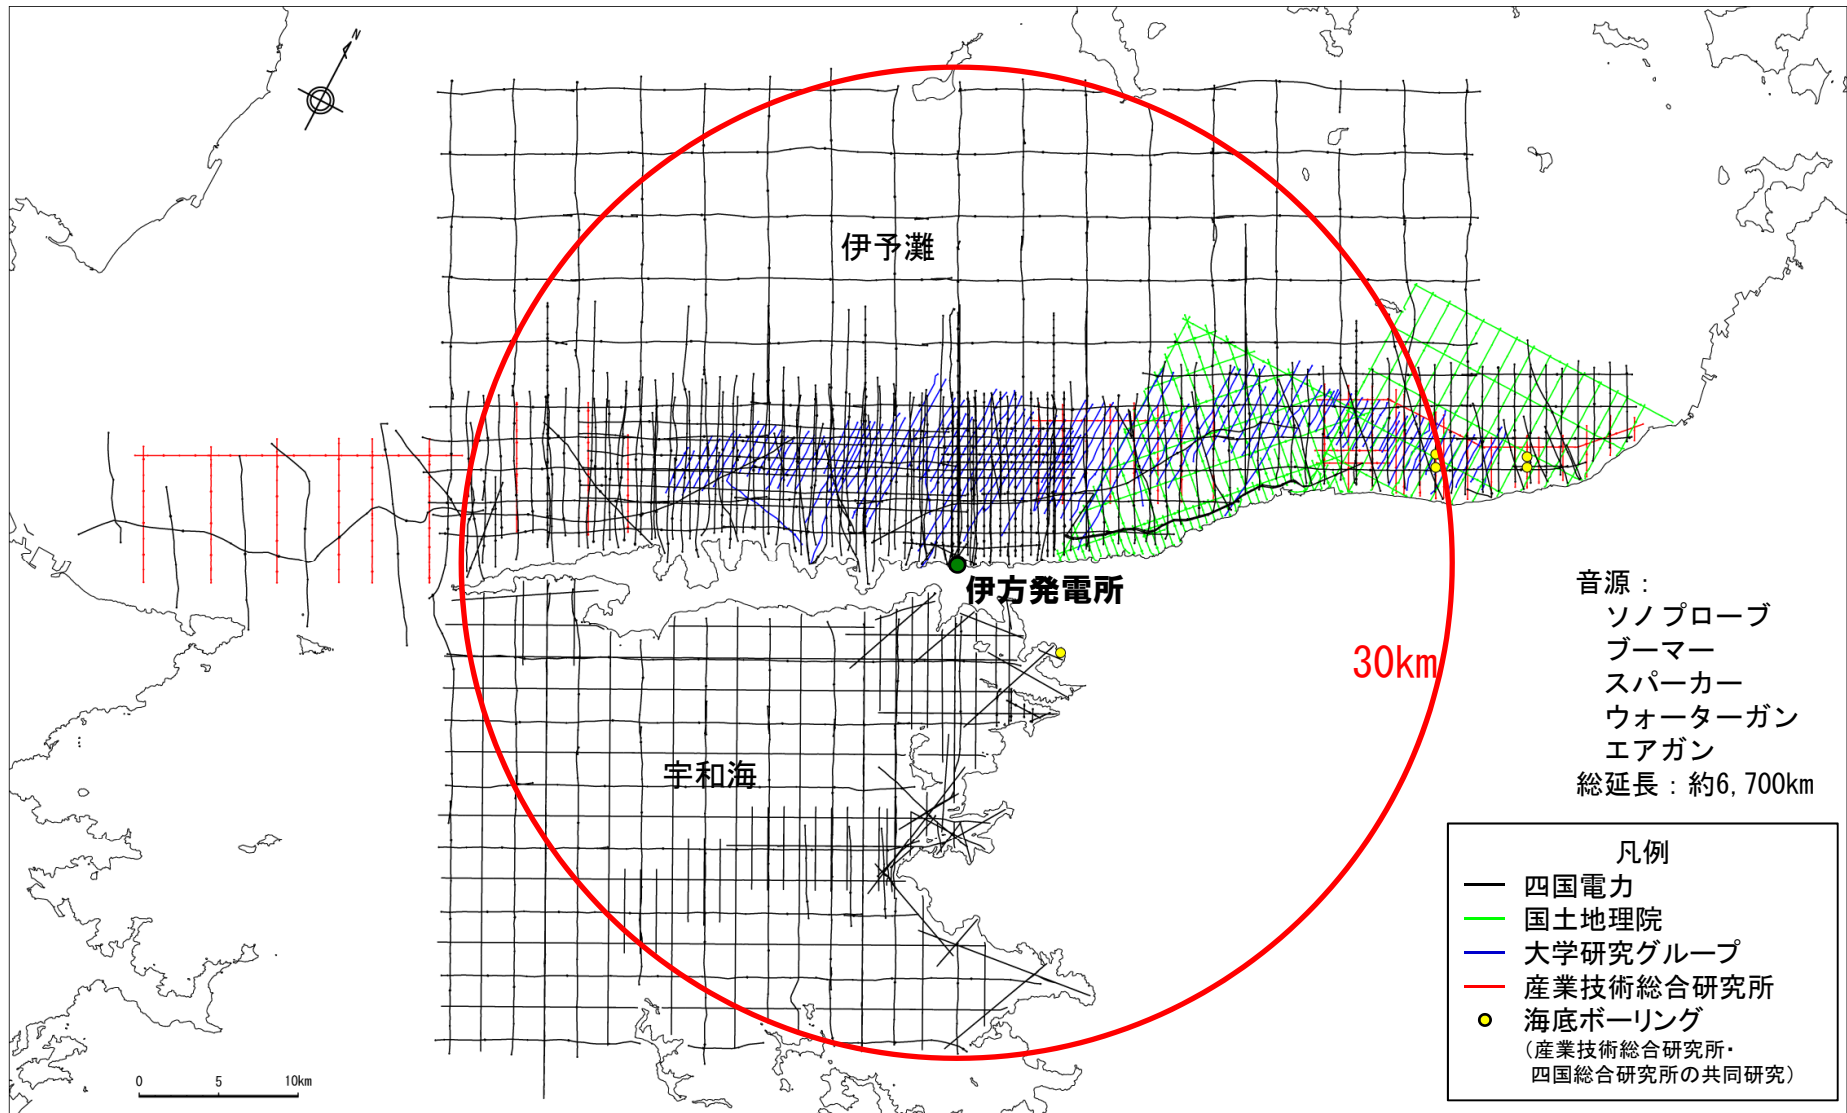 N
伊予灘
伊方発電所
30km
宇和海
音源：
ソノプローブ
ブーマー
スパーカー
ウォーターガン
エアガン
総延長：約6,700km
凡例
四国電力
国土地理院
大学研究グループ
産業技術総合研究所
海底ボーリング
（産業技術総合研究所・
四国総合研究所の共同研究）
0 5 10km